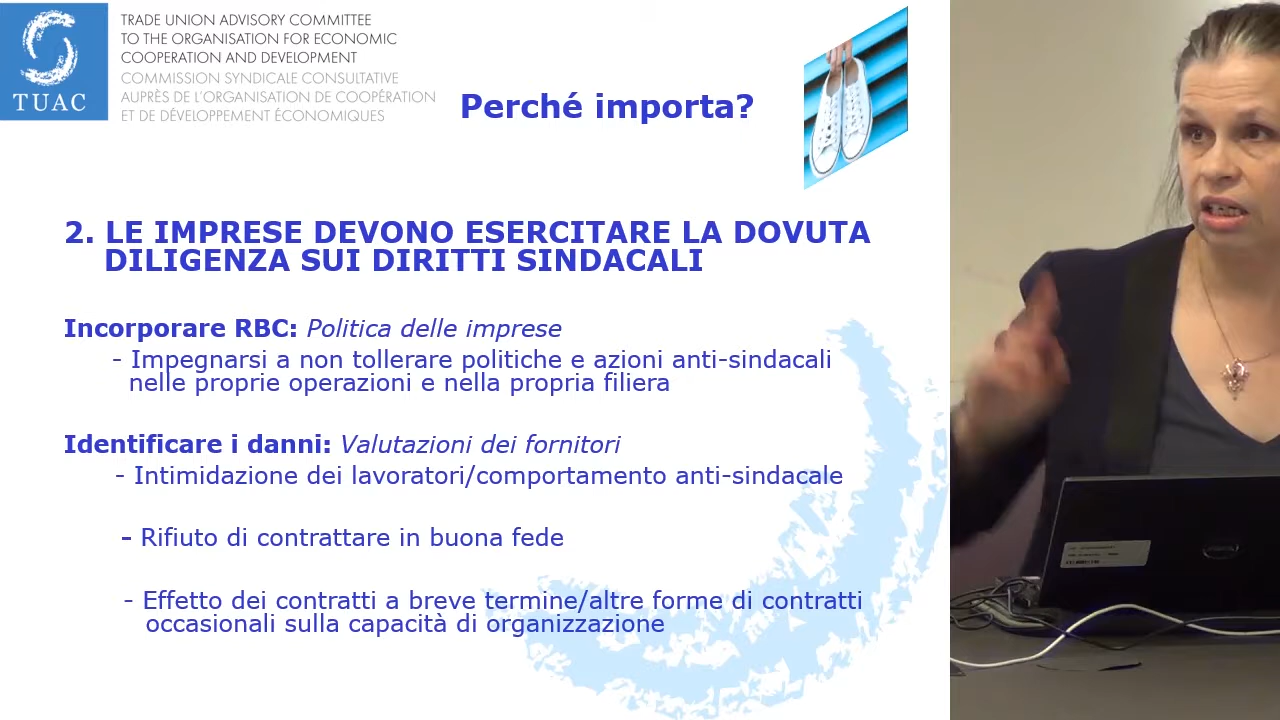 TRADE UNION ADVISORY COMMITTEE
TO THE ORGANISATION FOR ECONOMIC
COOPERATION AND DEVELOPMENT
COMMISSION SYNDICALE CONSULTATIVE
AUPRÈS DE L'ORGANISATION DE COOPÉRATION
ET DE DÉVELOPPEMENT ÉCONOMIQUES
TUAC
Perché importa?
2. LE IMPRESE DEVONO ESERCITARE LA DOVUTA
DILIGENZA SUI DIRITTI SINDACALI
Incorporare RBC: Politica delle imprese
- Impegnarsi a non tollerare politiche e azioni anti-sindacali
nelle proprie operazioni e nella propria filiera
Identificare i danni: Valutazioni dei fornitori
- Intimidazione dei lavoratori/comportamento anti-sindacale
- Rifiuto di contrattare in buona fede
- Effetto dei contratti a breve termine/altre forme di contratti
occasionali sulla capacità di organizzazione